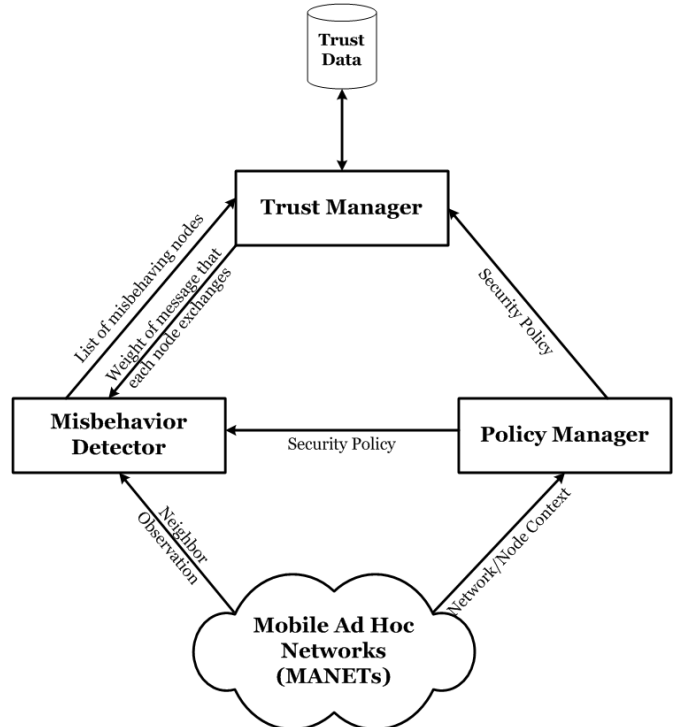 Trust
Data
Trust Manager
List of misbehaving nodes
Weight of message that
each node exchanges
Security Policy
Misbehavior
Detector
Security Policy
Policy Manager
Neighbor
Observation
Network/Node Context
Mobile Ad Hoc
Networks
(MANETs)